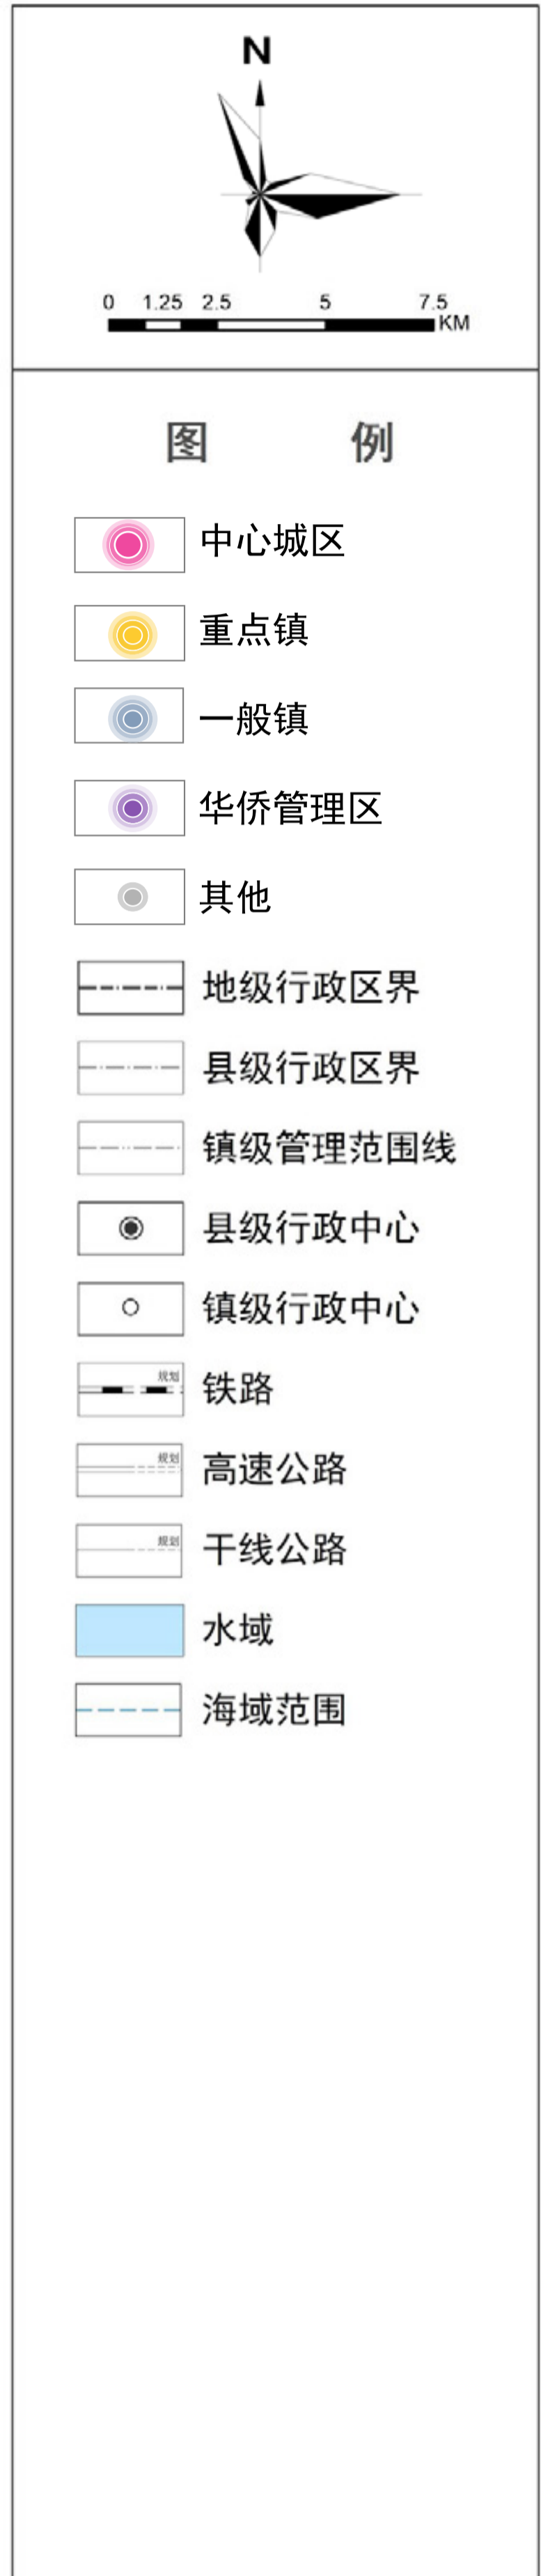 N
0 1.25 2.5 5 7.5
KM
图 例
中心城区
重点镇
一般镇
华侨管理区
其他
地级行政区界
县级行政区界
镇级管理范围线
县级行政中心
镇级行政中心
规划
铁路
规划
高速公路
规划
干线公路
水域
海域范围